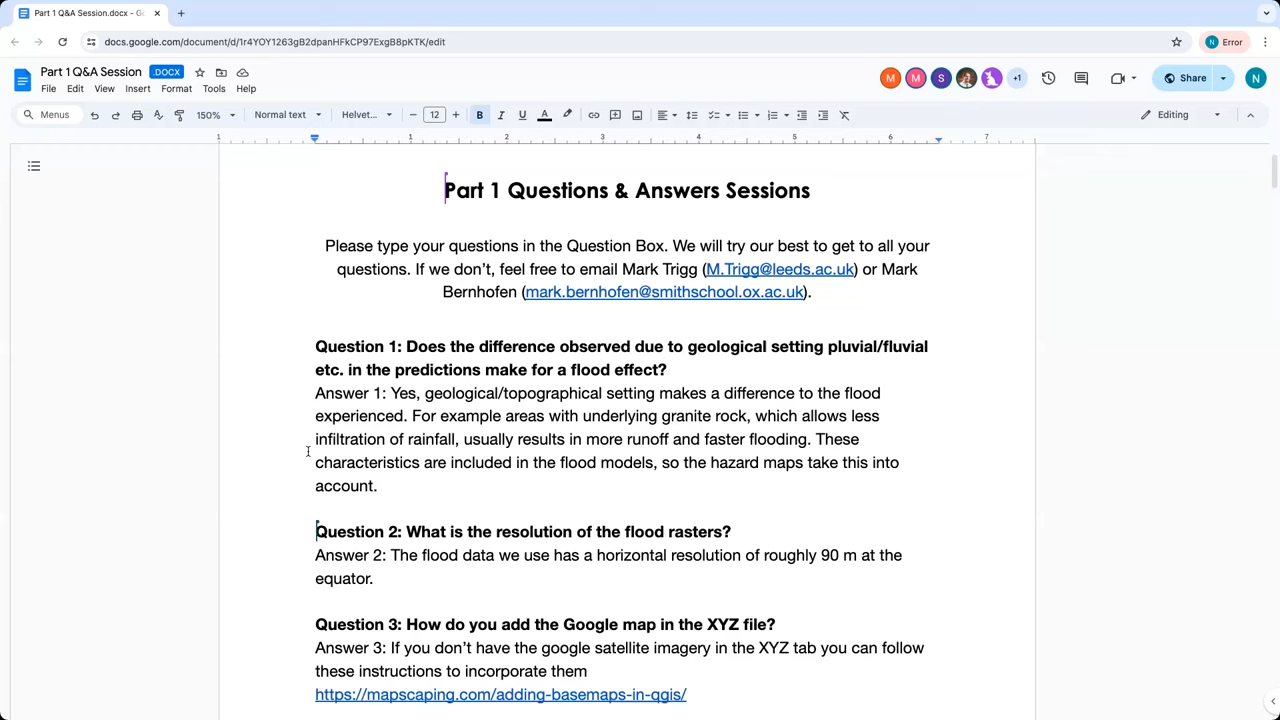 Part 1 Q&A Session.docx - Go
docs.google.com/document/d/1r4YOY1263gB2dpanHFkCP97ExgB8pKTK/edit
N Error
Part 1 Q&A Session .DOCX
File Edit View Insert Format Tools Help
M M S +1 Share N
Menus 150% Normal text Helvet... 12 B I U A Editing
1 1 2 3 4 5 6 7
Part 1 Questions & Answers Sessions
Please type your questions in the Question Box. We will try our best to get to all your
questions. If we don’t, feel free to email Mark Trigg (M.Trigg@leeds.ac.uk) or Mark
Bernhofen (mark.bernhofen@smithschool.ox.ac.uk).
Question 1: Does the difference observed due to geological setting pluvial/fluvial
etc. in the predictions make for a flood effect?
Answer 1: Yes, geological/topographical setting makes a difference to the flood
experienced. For example areas with underlying granite rock, which allows less
infiltration of rainfall, usually results in more runoff and faster flooding. These
characteristics are included in the flood models, so the hazard maps take this into
account.
Question 2: What is the resolution of the flood rasters?
Answer 2: The flood data we use has a horizontal resolution of roughly 90 m at the
equator.
Question 3: How do you add the Google map in the XYZ file?
Answer 3: If you don’t have the google satellite imagery in the XYZ tab you can follow
these instructions to incorporate them
https://mapscaping.com/adding-basemaps-in-qgis/